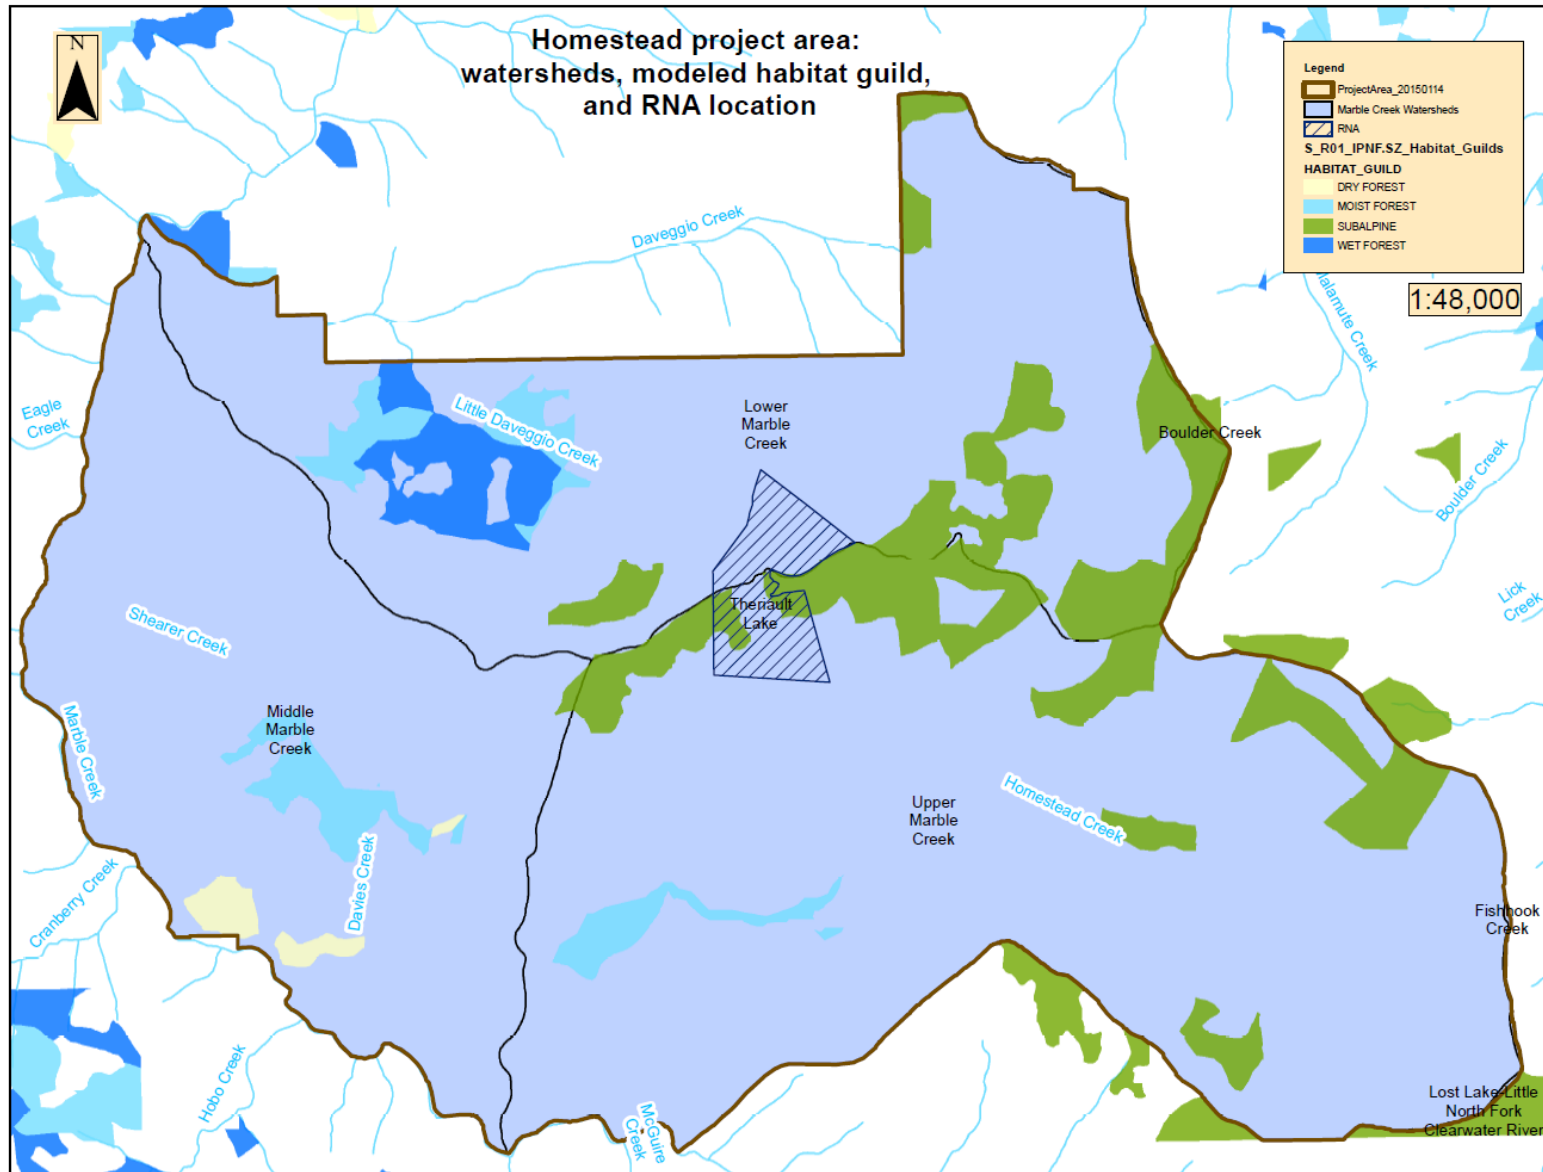 N
Homestead project area:
watersheds, modeled habitat guild,
and RNA location
Legend
ProjectArea_20150114
Marble Creek Watersheds
RNA
S_R01_IPNF.SZ_Habitat_Guilds
HABITAT_GUILD
DRY FOREST
MOIST FOREST
SUBALPINE
WET FOREST
1:48,000
Daveggio Creek
Malamute Creek
Eagle
Creek
Little Daveggio Creek
Lower
Marble
Creek
Boulder Creek
Boulder Creek
Lick
Creek
Theriault
Lake
Shearer Creek
Middle
Marble
Creek
Marble Creek
Upper
Marble
Creek
Homestead Creek
Davies Creek
Cranberry Creek
Fishhook
Creek
Hobo Creek
McGuire
Creek
Lost Lake-Little
North Fork
Clearwater River